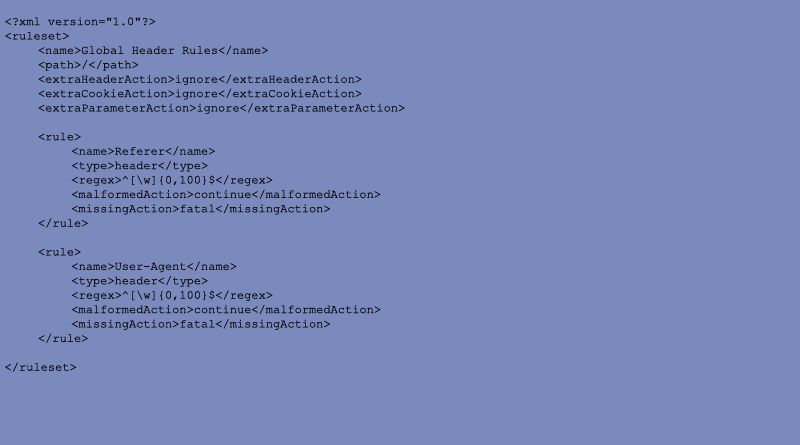 <?xml version="1.0"?>
<ruleset>
<name>Global Header Rules</name>
<path>/</path>
<extraHeaderAction>ignore</extraHeaderAction>
<extraCookieAction>ignore</extraCookieAction>
<extraParameterAction>ignore</extraParameterAction>
<rule>
<name>Referer</name>
<type>header</type>
<regex>^[\w]{0,100}$</regex>
<malformedAction>continue</malformedAction>
<missingAction>fatal</missingAction>
</rule>
<rule>
<name>User-Agent</name>
<type>header</type>
<regex>^[\w]{0,100}$</regex>
<malformedAction>continue</malformedAction>
<missingAction>fatal</missingAction>
</rule>
</ruleset>